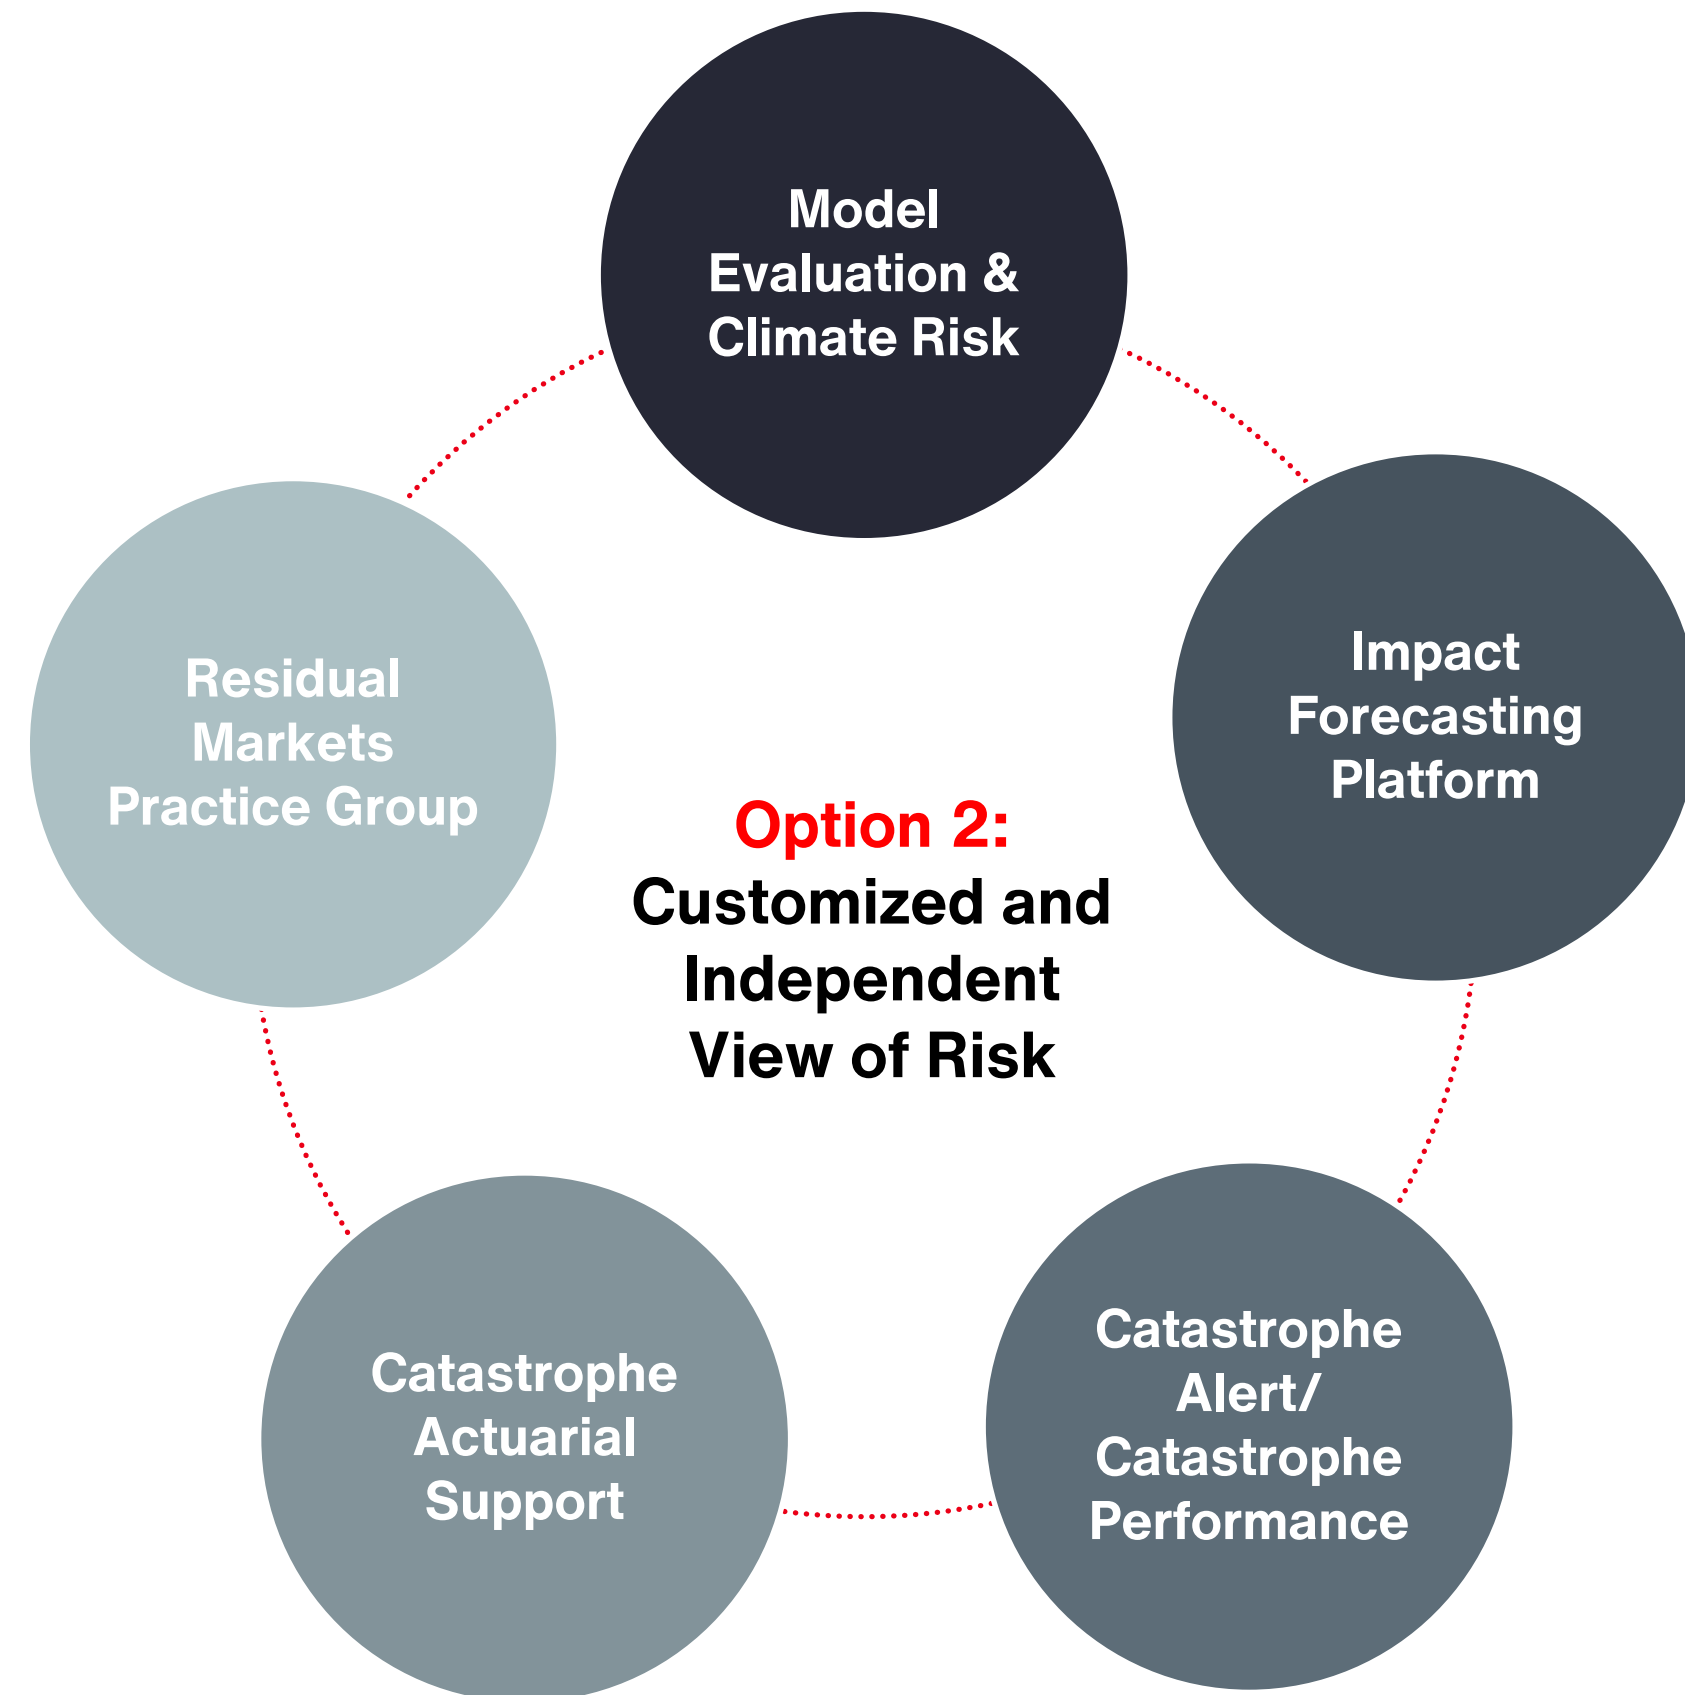 Model
Evaluation &
Climate Risk
Impact
Forecasting
Platform
Residual
Markets
Practice Group
Option 2:
Customized and
Independent
View of Risk
Catastrophe
Alert/
Catastrophe
Performance
Catastrophe
Actuarial
Support